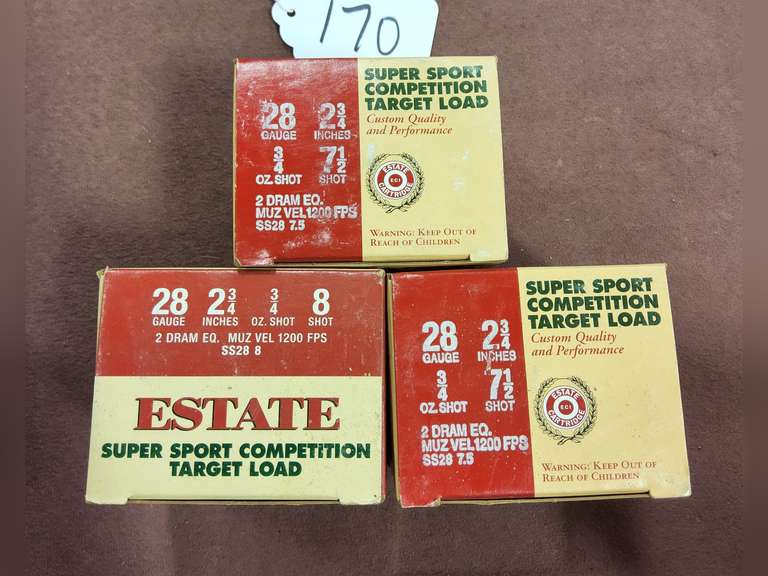 170
28 2 3/4
GAUGE INCHES
3/4 7 1/2
OZ. SHOT SHOT
2 DRAM EQ.
MUZ VEL 1200 FPS
SS28 7.5
SUPER SPORT
COMPETITION
TARGET LOAD
Custom Quality
and Performance
ESTATE
ECI
CARTRIDGE
WARNING: KEEP OUT OF
REACH OF CHILDREN
28 2 3/4 3/4 8
GAUGE INCHES OZ. SHOT SHOT
2 DRAM EQ. MUZ VEL 1200 FPS
SS28 8
ESTATE
SUPER SPORT COMPETITION
TARGET LOAD
28 2 3/4
GAUGE INCHES
3/4 7 1/2
OZ. SHOT SHOT
2 DRAM EQ.
MUZ VEL 1200 FPS
SS28 7.5
SUPER SPORT
COMPETITION
TARGET LOAD
Custom Quality
and Performance
ESTATE
ECI
CARTRIDGE
WARNING: KEEP OUT OF
REACH OF CHILDREN